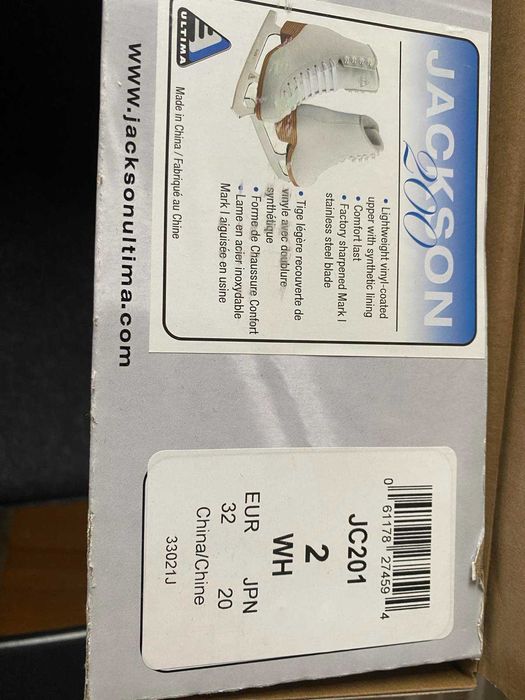 JACKSON
200
• Lightweight vinyl-coated
upper with synthetic lining
• Comfort last
• Factory sharpened Mark I
stainless steel blade
• Tige légère recouverte de
vinyle avec doublure
synthétique
• Forme de Chaussure Confort
• Lame en acier inoxydable
Mark I aiguisée en usine
ULTIMA
Made in China / Fabriqué au Chine
www.jacksonultima.com
0 61178 27459 4
JC201
2
WH
EUR JPN
32 20
China/Chine
33021J